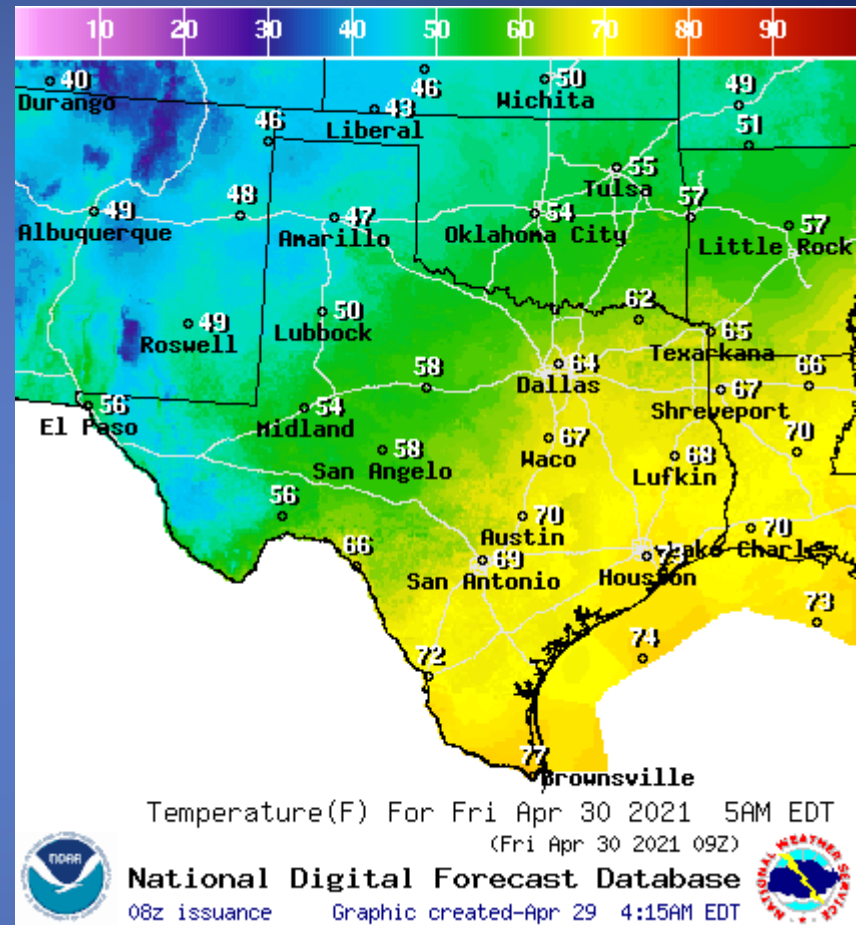 10 20 30 40 50 60 70 80 90
40
Durango
46
43
Liberal
50
Wichita
49
46
51
55
Tulsa
49
Albuquerque
48
47
Amarillo
54
Oklahoma City
57
57
Little Rock
49
Roswell
50
Lubbock
62
65
Texarkana
58
64
Dallas
66
67
Shreveport
56
El Paso
54
Midland
58
San Angelo
67
Waco
68
Lufkin
70
56
70
Austin
70
66
69
San Antonio
73
Houston
73
74
72
77
Brownsville
Temperature(F) For Fri Apr 30 2021 5AM EDT
(Fri Apr 30 2021 09Z)
NOAA
National Digital Forecast Database
08z issuance Graphic created-Apr 29 4:15AM EDT
NATIONAL WEATHER SERVICE